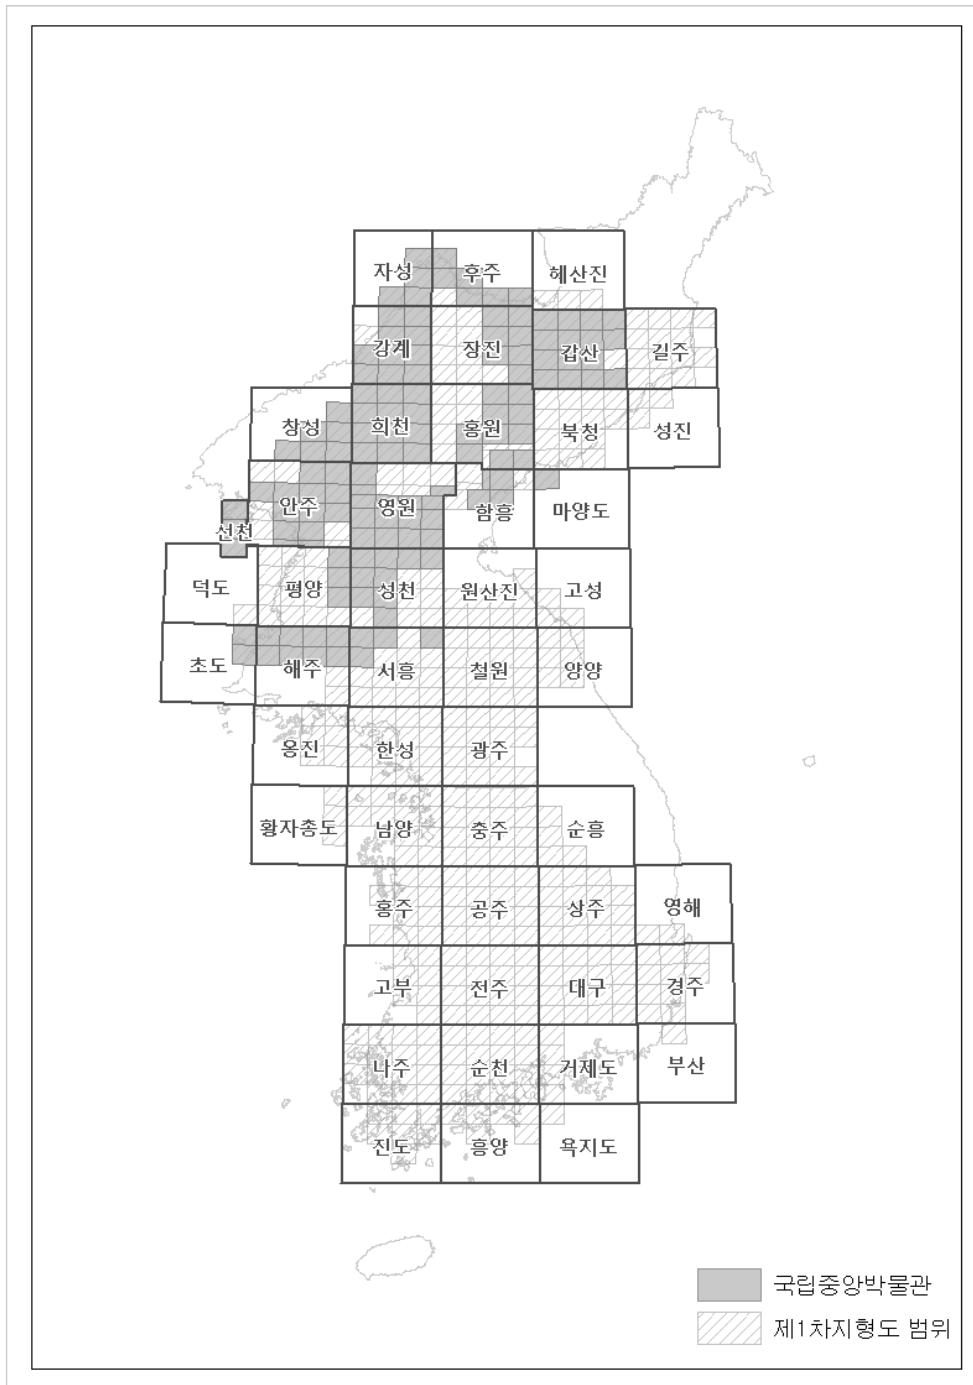 자성 후주 혜산진
강계 장진 갑산 길주
창성 희천 홍원 북청 성진
안주 영원 함흥 마양도
선천
덕도 평양 성천 원산진 고성
초도 해주 서흥 철원 양양
옹진 한성 광주
황자총도 남양 충주 순흥
홍주 공주 상주 영해
고부 전주 대구 경주
나주 순천 거제도 부산
진도 흥양 욕지도
국립중앙박물관
제1차지형도 범위